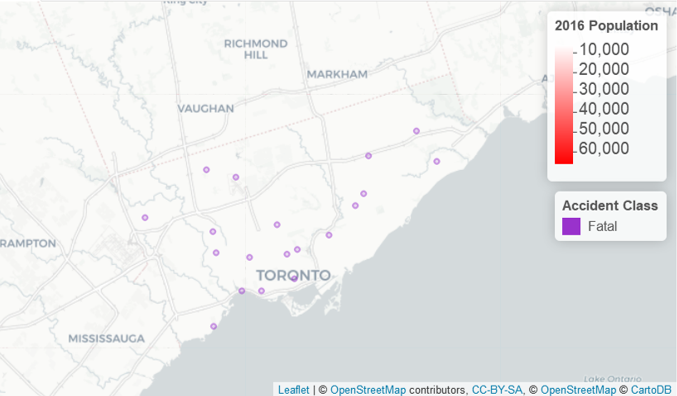 King City
OSHA
RICHMOND
HILL
MARKHAM
A
VAUGHAN
RAMPTON
TORONTO
MISSISSAUGA
Lake Ontario
2016 Population
10,000
20,000
30,000
40,000
50,000
60,000
Accident Class
Fatal
Leaflet | © OpenStreetMap contributors, CC-BY-SA, © OpenStreetMap © CartoDB